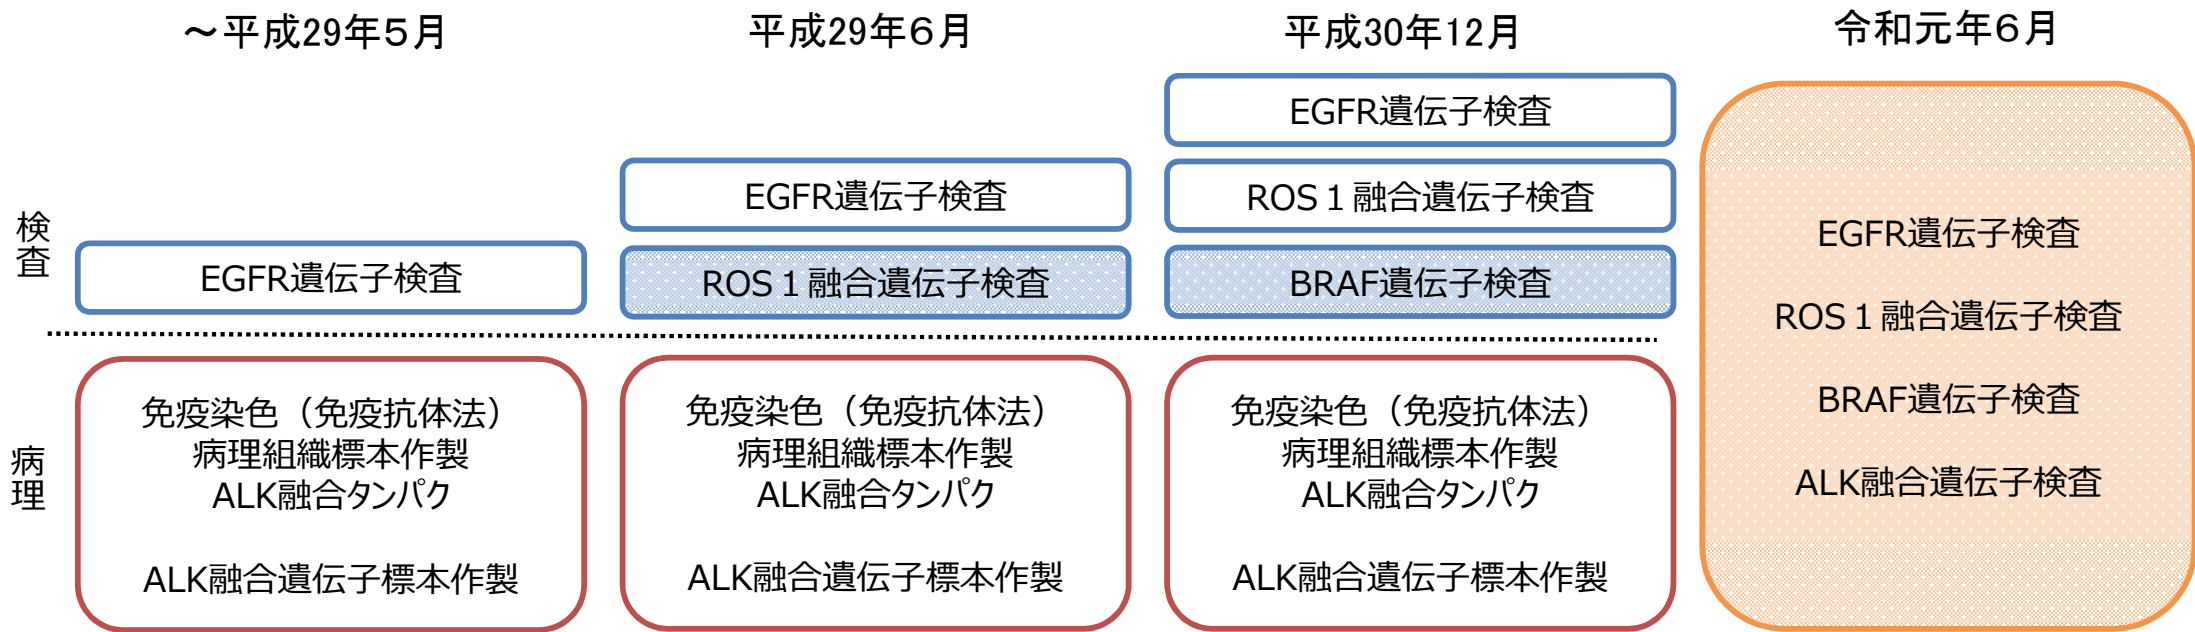 ～平成29年５月
平成29年６月
平成30年12月
令和元年６月
検査
EGFR遺伝子検査
EGFR遺伝子検査
ROS１融合遺伝子検査
EGFR遺伝子検査
ROS１融合遺伝子検査
BRAF遺伝子検査
病理
免疫染色（免疫抗体法）
病理組織標本作製
ALK融合タンパク
ALK融合遺伝子標本作製
免疫染色（免疫抗体法）
病理組織標本作製
ALK融合タンパク
ALK融合遺伝子標本作製
免疫染色（免疫抗体法）
病理組織標本作製
ALK融合タンパク
ALK融合遺伝子標本作製
EGFR遺伝子検査
ROS１融合遺伝子検査
BRAF遺伝子検査
ALK融合遺伝子検査